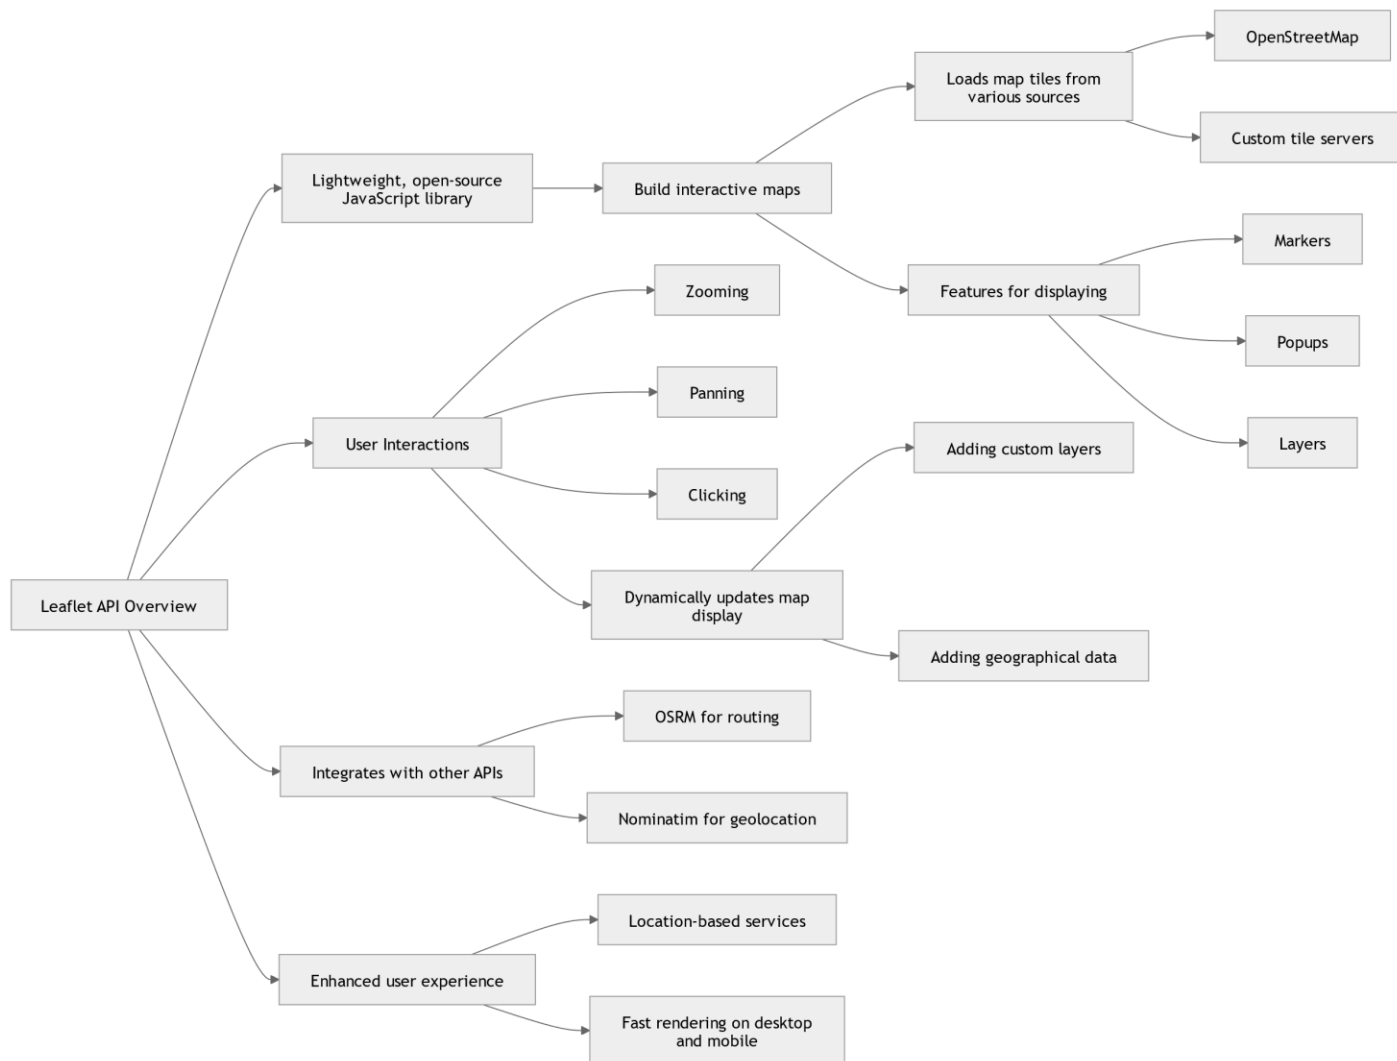 OpenStreetMap
Loads map tiles from
various sources
Custom tile servers
Lightweight, open-source
JavaScript library
Build interactive maps
Markers
Zooming
Features for displaying
Popups
Panning
User Interactions
Layers
Adding custom layers
Clicking
Leaflet API Overview
Dynamically updates map
display
Adding geographical data
OSRM for routing
Integrates with other APIs
Nominatim for geolocation
Location-based services
Enhanced user experience
Fast rendering on desktop
and mobile